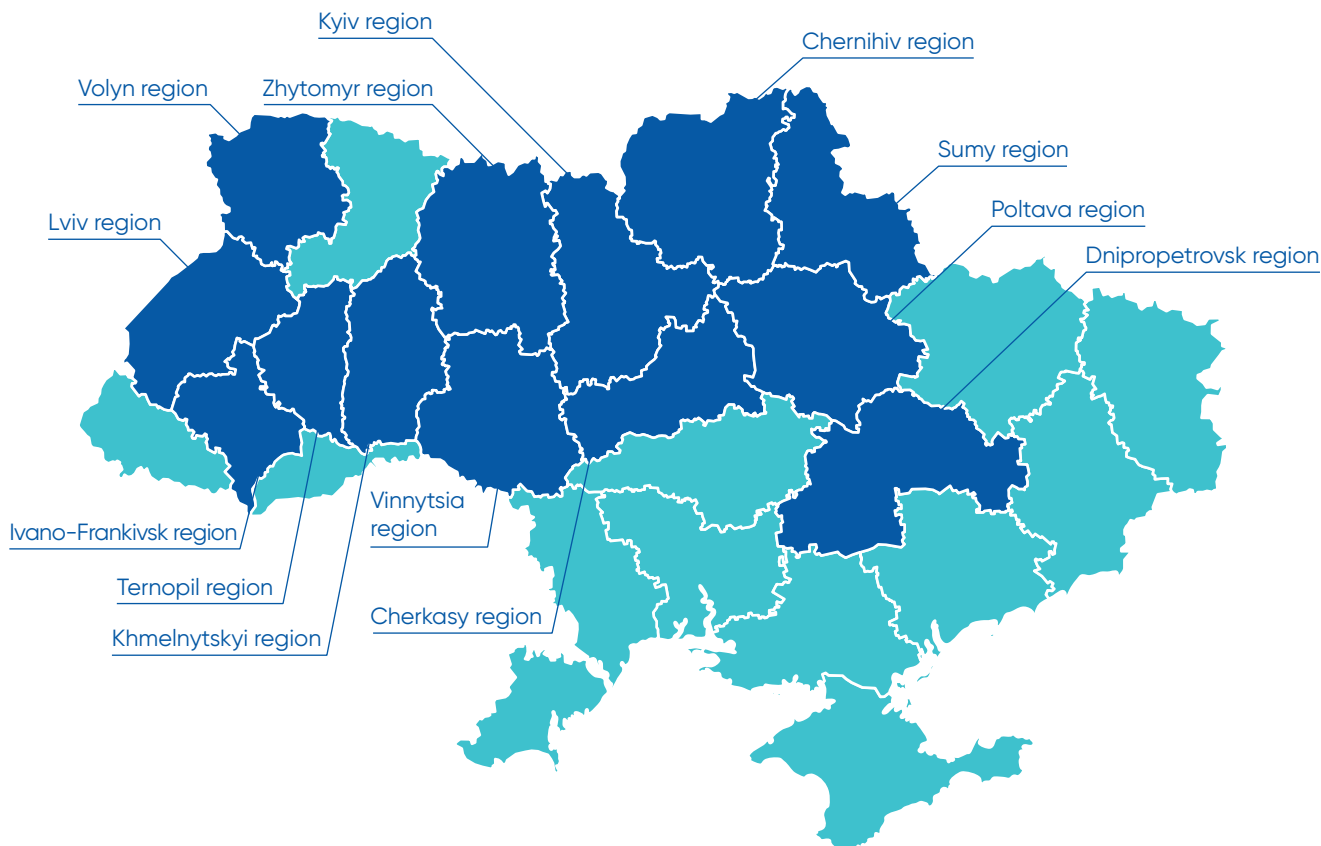 Kyiv region
Chernihiv region
Volyn region
Zhytomyr region
Sumy region
Lviv region
Poltava region
Dnipropetrovsk region
Vinnytsia
region
Ivano-Frankivsk region
Ternopil region
Cherkasy region
Khmelnytskyi region